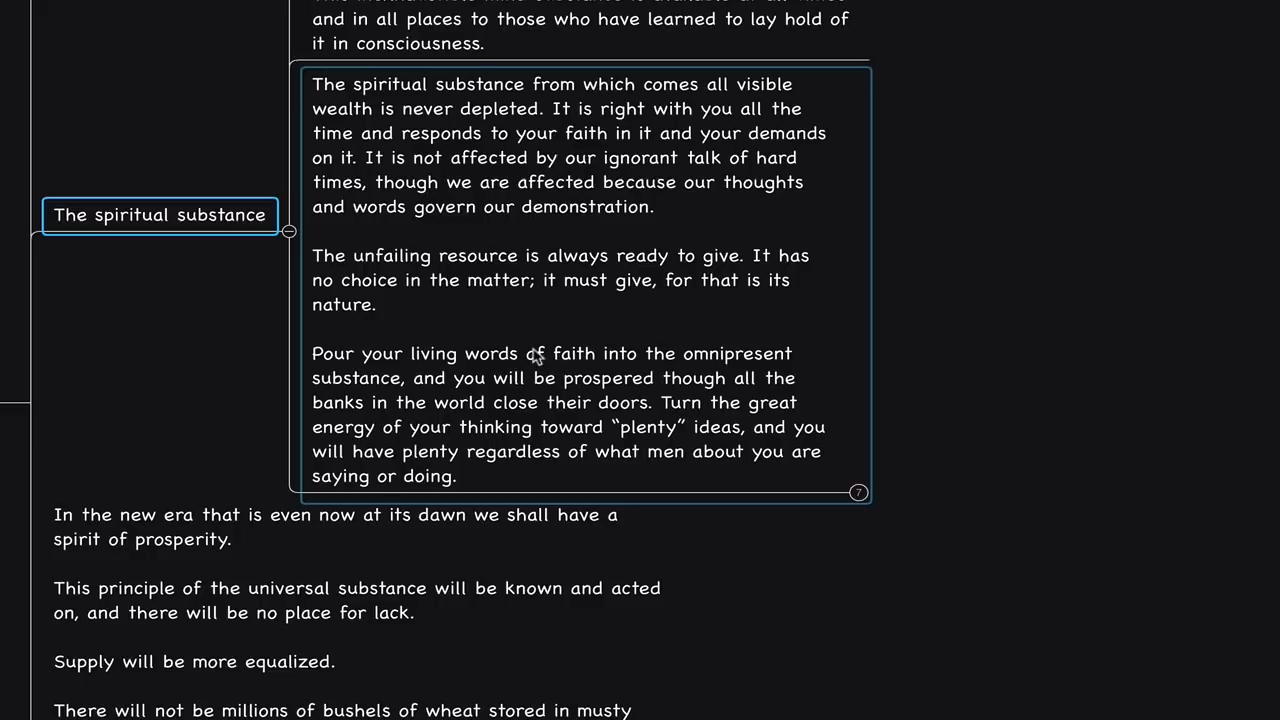 and in all places to those who have learned to lay hold of
it in consciousness.
The spiritual substance from which comes all visible
wealth is never depleted. It is right with you all the
time and responds to your faith in it and your demands
on it. It is not affected by our ignorant talk of hard
times, though we are affected because our thoughts
and words govern our demonstration.
The spiritual substance
The unfailing resource is always ready to give. It has
no choice in the matter; it must give, for that is its
nature.
Pour your living words of faith into the omnipresent
substance, and you will be prospered though all the
banks in the world close their doors. Turn the great
energy of your thinking toward “plenty” ideas, and you
will have plenty regardless of what men about you are
saying or doing.
7
In the new era that is even now at its dawn we shall have a
spirit of prosperity.
This principle of the universal substance will be known and acted
on, and there will be no place for lack.
Supply will be more equalized.
There will not be millions of bushels of wheat stored in musty